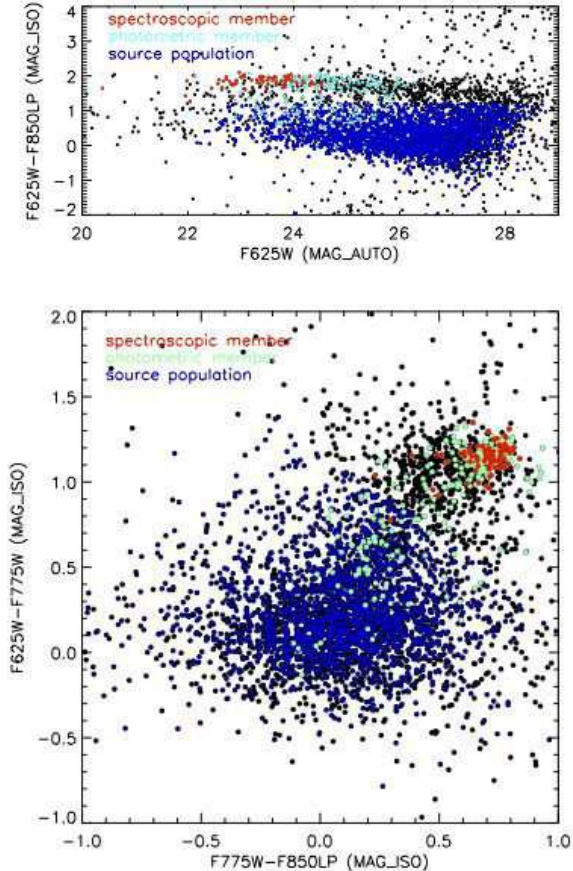 spectroscopic member
photometric member
source population
F625W-F850LP (MAG_ISO)
4
3
2
1
0
-1
-2
20 22 24 26 28
F625W (MAG_AUTO)
spectroscopic member
photometric member
source population
F625W-F775W (MAG_ISO)
2.0
1.5
1.0
0.5
0.0
-0.5
-1.0
-1.0 -0.5 0.0 0.5 1.0
F775W-F850LP (MAG_ISO)